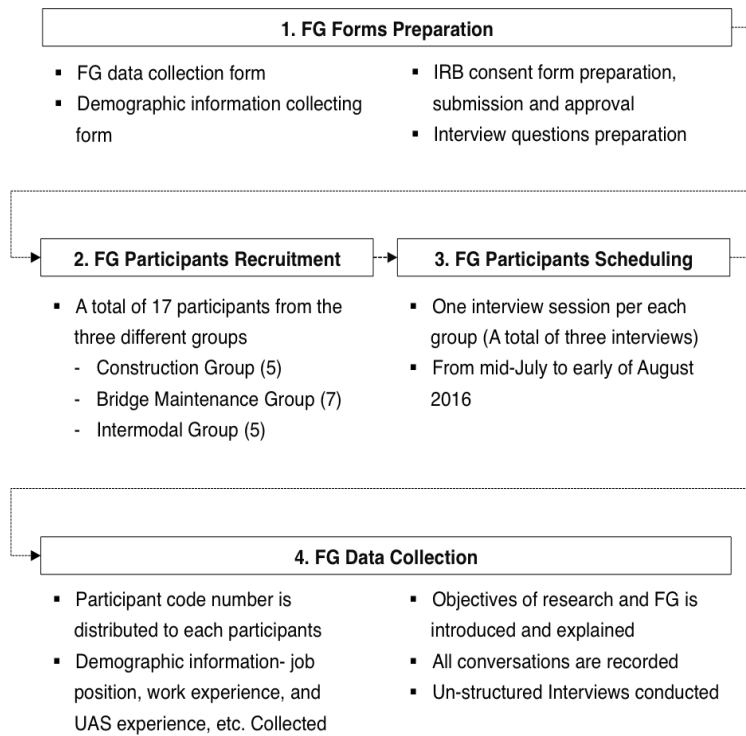 1. FG Forms Preparation
▪ FG data collection form
▪ Demographic information collecting
form
▪ IRB consent form preparation,
submission and approval
▪ Interview questions preparation
2. FG Participants Recruitment
▪ A total of 17 participants from the
three different groups
- Construction Group (5)
- Bridge Maintenance Group (7)
- Intermodal Group (5)
3. FG Participants Scheduling
▪ One interview session per each
group (A total of three interviews)
▪ From mid-July to early of August
2016
4. FG Data Collection
▪ Participant code number is
distributed to each participants
▪ Demographic information- job
position, work experience, and
UAS experience, etc. Collected
▪ Objectives of research and FG is
introduced and explained
▪ All conversations are recorded
▪ Un-structured Interviews conducted